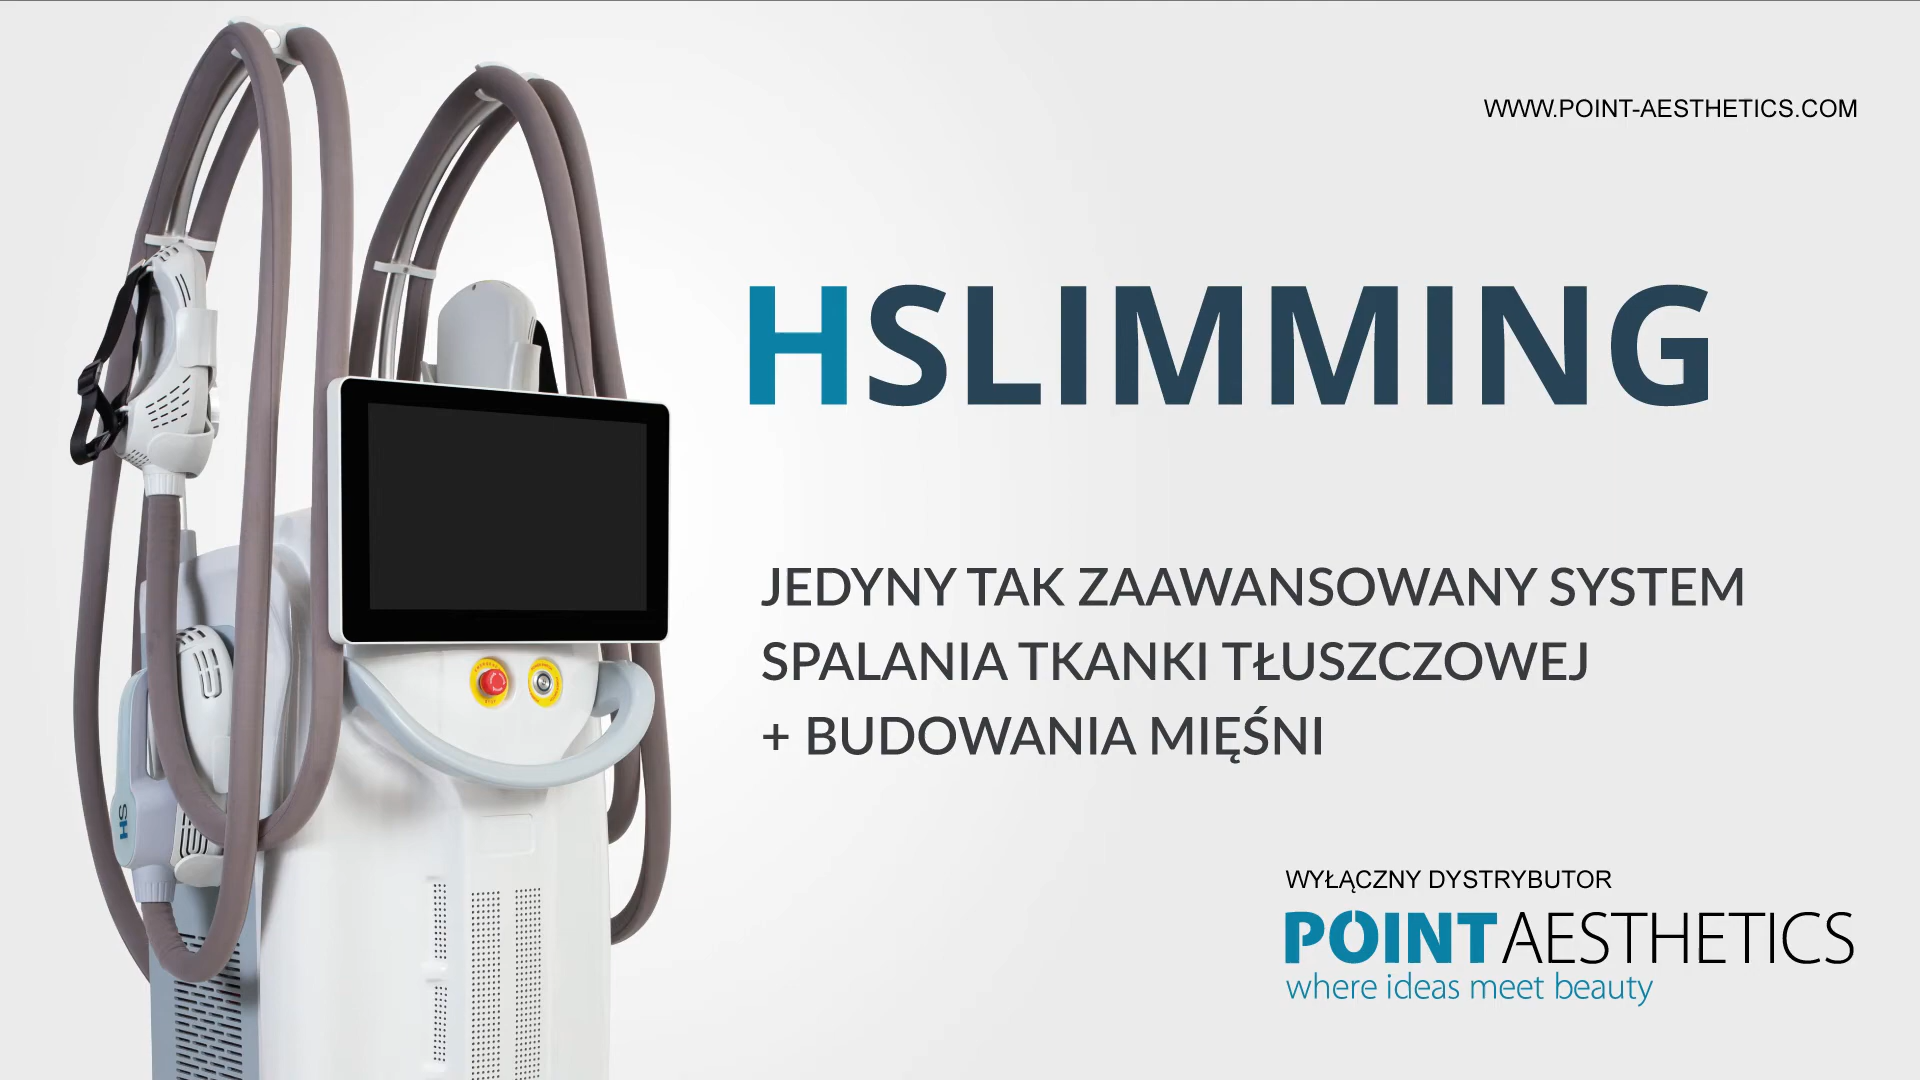 WWW.POINT-AESTHETICS.COM
HSLIMMING
JEDYNY TAK ZAAWANSOWANY SYSTEM
SPALANIA TKANKI TŁUSZCZOWEJ
+ BUDOWANIA MIĘŚNI
WYŁĄCZNY DYSTRYBUTOR
POINTAESTHETICS
where ideas meet beauty
HS